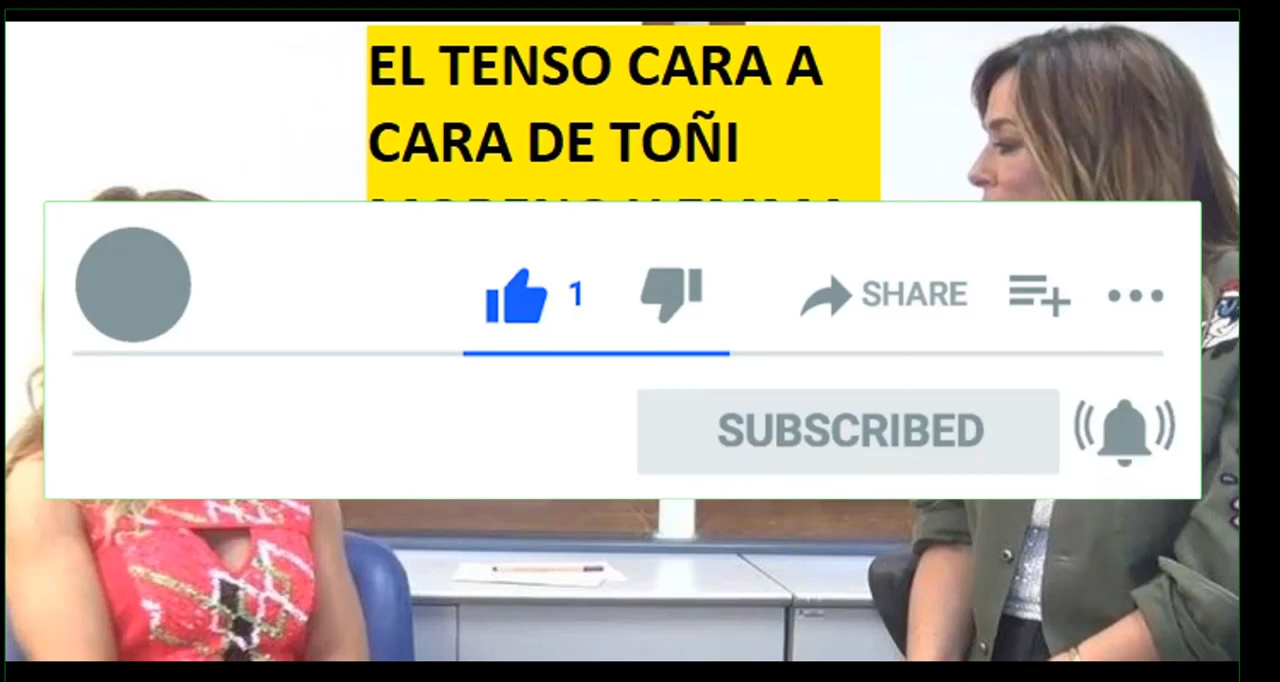 EL TENSO CARA A
CARA DE TOÑI
1
SHARE
SUBSCRIBED